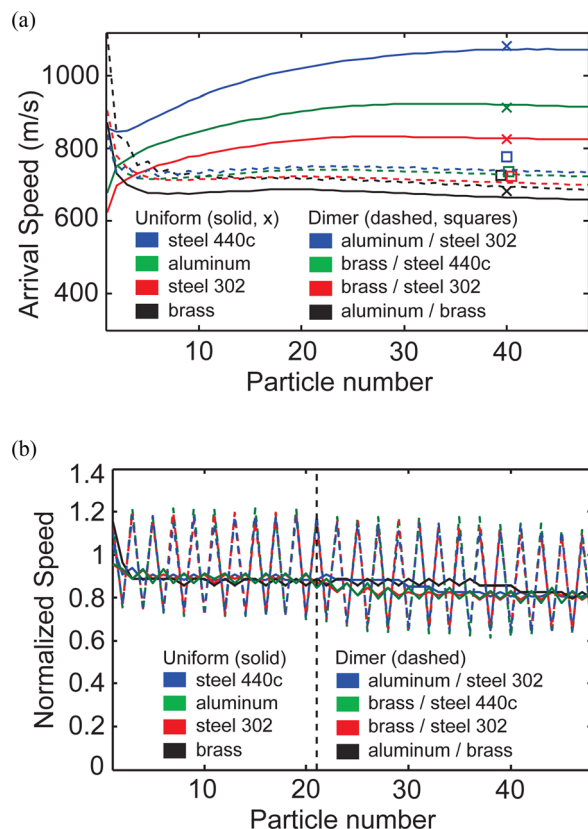 (a)
1000
800
600
400
Arrival Speed (m/s)
Uniform (solid, x)
steel 440c
aluminum
steel 302
brass
Dimer (dashed, squares)
aluminum / steel 302
brass / steel 440c
brass / steel 302
aluminum / brass
10
20
30
40
Particle number
(b)
1.4
1.2
1
0.8
0.6
0.4
0.2
0
Normalized Speed
Uniform (solid)
steel 440c
aluminum
steel 302
brass
Dimer (dashed)
aluminum / steel 302
brass / steel 440c
brass / steel 302
aluminum / brass
10
20
30
40
Particle number